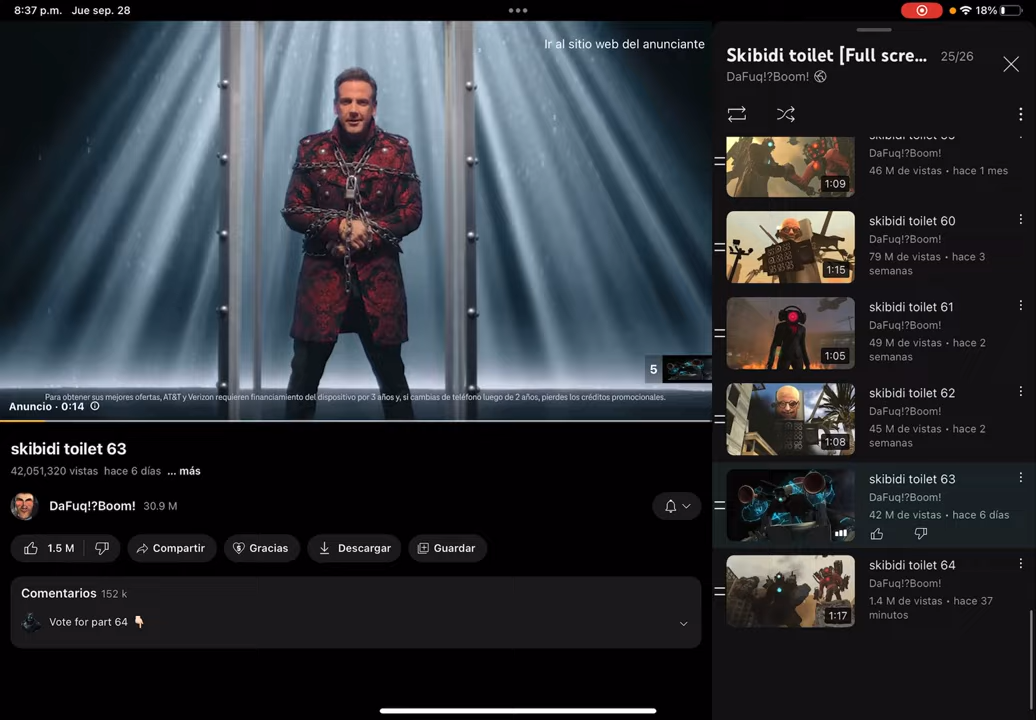 8:37 p.m. Jue sep. 28
18%
Ir al sitio web del anunciante
5
Para obtener sus mejores ofertas, AT&T y Verizon requieren financiamiento del dispositivo por 3 años y, si cambias de teléfono luego de 2 años, pierdes los créditos promocionales.
Anuncio · 0:14
skibidi toilet 63
42,051,320 vistas hace 6 días ... más
DaFuq!?Boom! 30.9 M
1.5 M
Compartir
Gracias
Descargar
Guardar
Comentarios 152 k
Vote for part 64
Skibidi toilet [Full scre... 25/26
DaFuq!?Boom!
DaFuq!?Boom!
46 M de vistas • hace 1 mes
1:09
skibidi toilet 60
DaFuq!?Boom!
79 M de vistas • hace 3
semanas
1:15
skibidi toilet 61
DaFuq!?Boom!
49 M de vistas • hace 2
semanas
1:05
skibidi toilet 62
DaFuq!?Boom!
45 M de vistas • hace 2
semanas
1:08
skibidi toilet 63
DaFuq!?Boom!
42 M de vistas • hace 6 días
skibidi toilet 64
DaFuq!?Boom!
1.4 M de vistas • hace 37
minutos
1:17